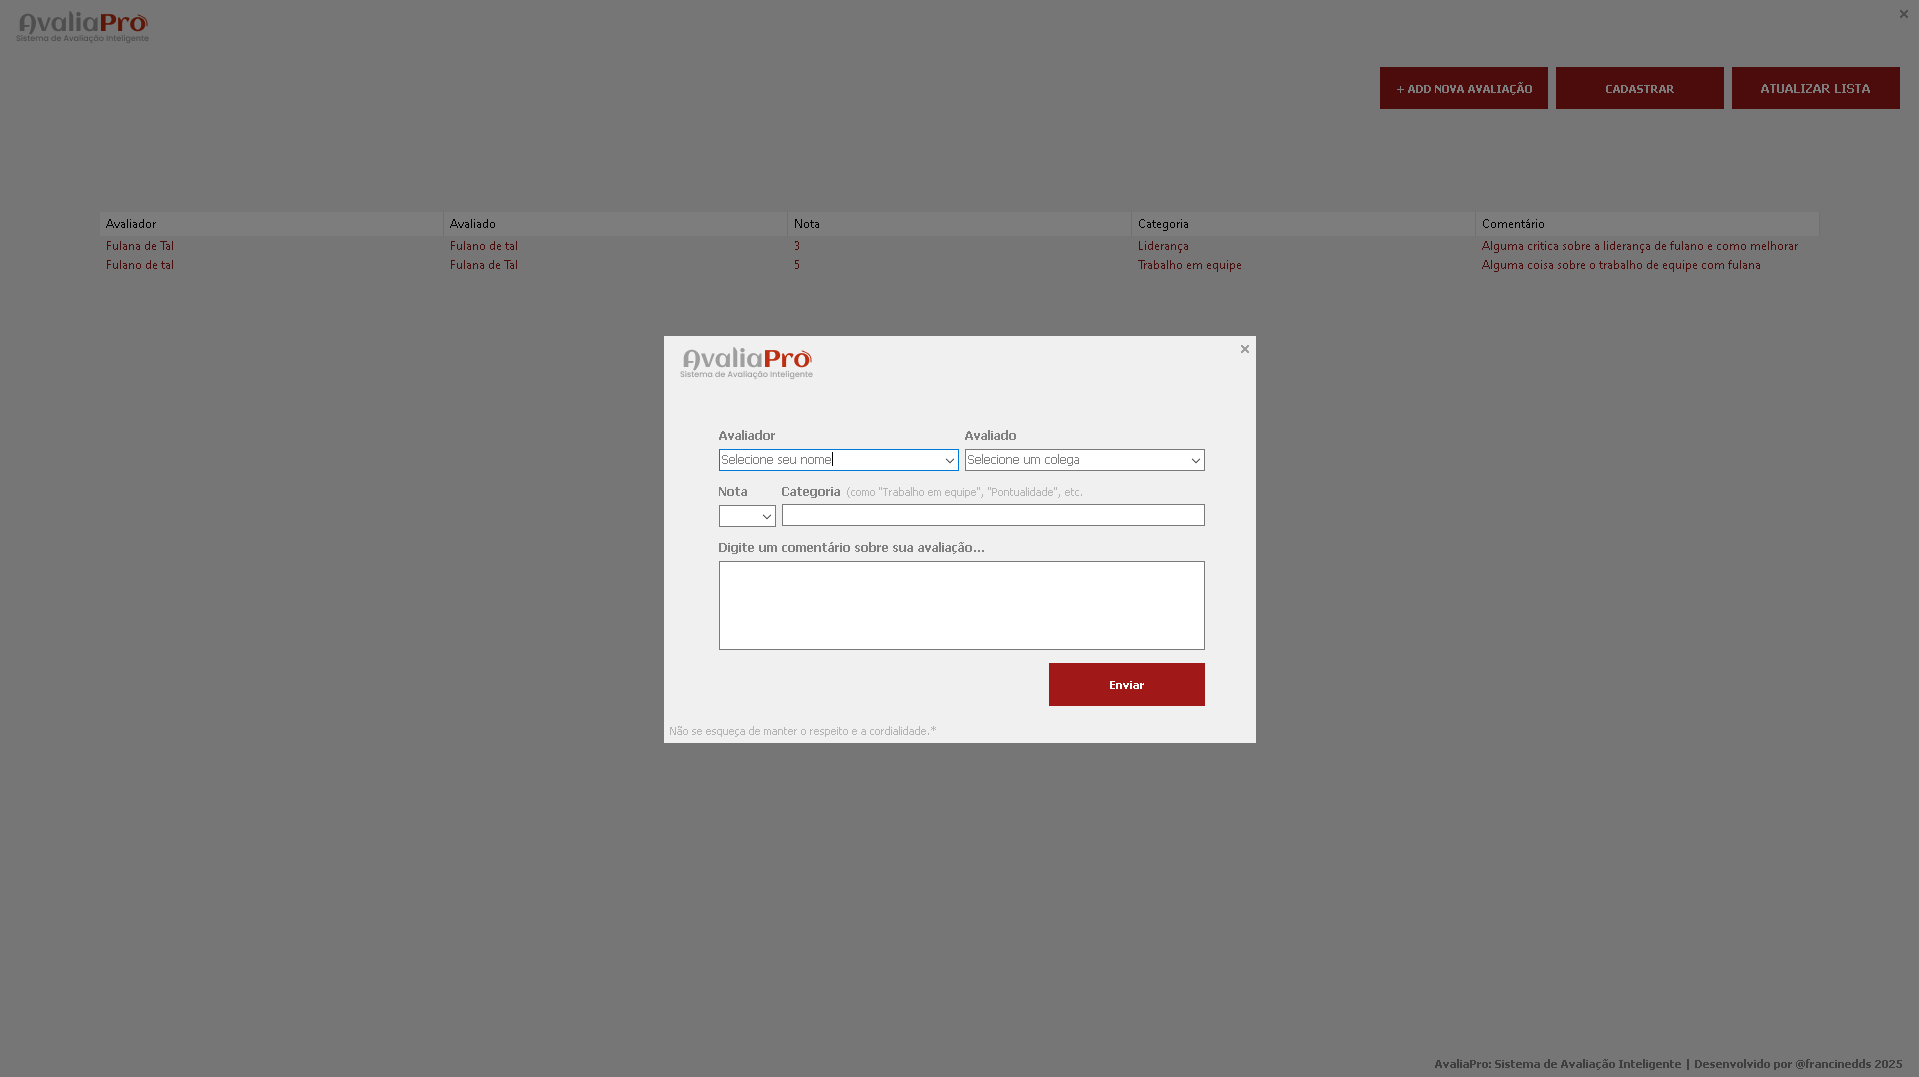 AvaliaPro
Sistema de Avaliação Inteligente
×
+ ADD NOVA AVALIAÇÃO
CADASTRAR
ATUALIZAR LISTA
Avaliador Avaliado Nota Categoria Comentário
Fulana de Tal Fulano de tal 3 Liderança Alguma critica sobre a liderança de fulano e como melhorar
Fulano de tal Fulana de Tal 5 Trabalho em equipe Alguma coisa sobre o trabalho de equipe com fulana
AvaliaPro
Sistema de Avaliação Inteligente
×
Avaliador Avaliado
Selecione seu nome Selecione um colega
Nota Categoria (como "Trabalho em equipe", "Pontualidade", etc.
Digite um comentário sobre sua avaliação...
Enviar
Não se esqueça de manter o respeito e a cordialidade.*
AvaliaPro: Sistema de Avaliação Inteligente | Desenvolvido por @francinedds 2025